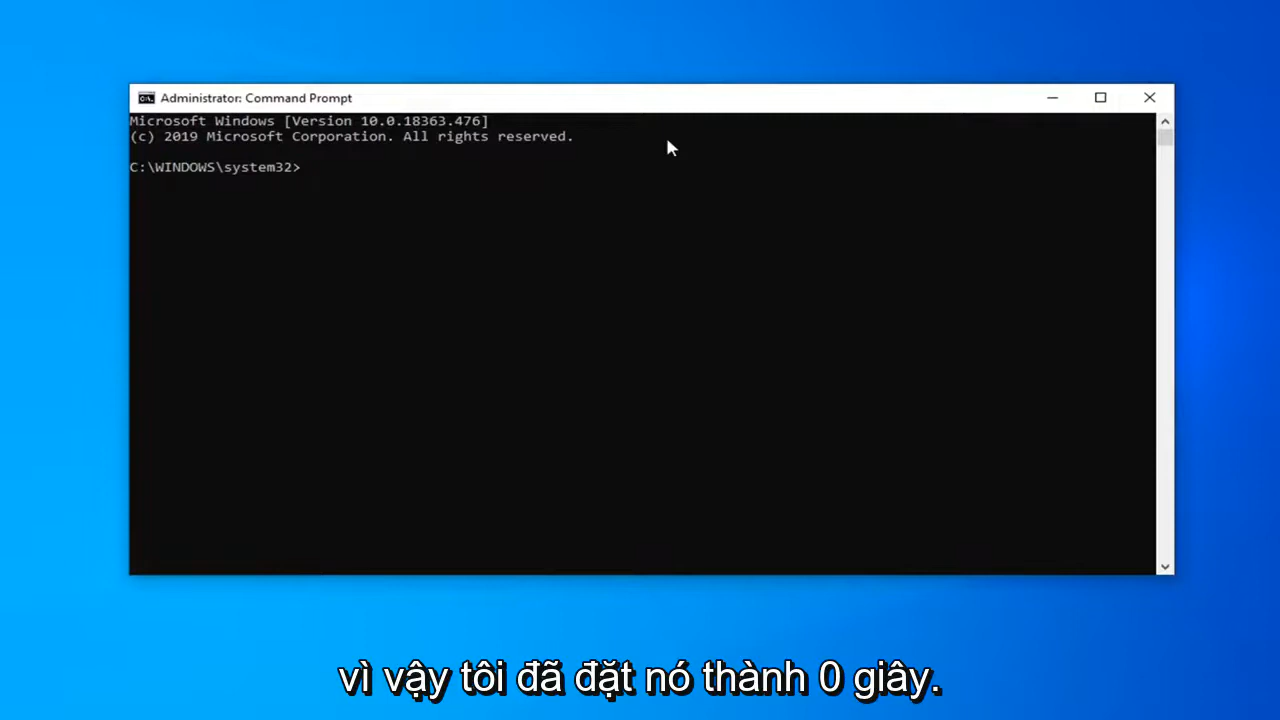 Administrator: Command Prompt
Microsoft Windows [Version 10.0.18363.476]
(c) 2019 Microsoft Corporation. All rights reserved.
C:\WINDOWS\system32>
vì vậy tôi đã đặt nó thành 0 giây.